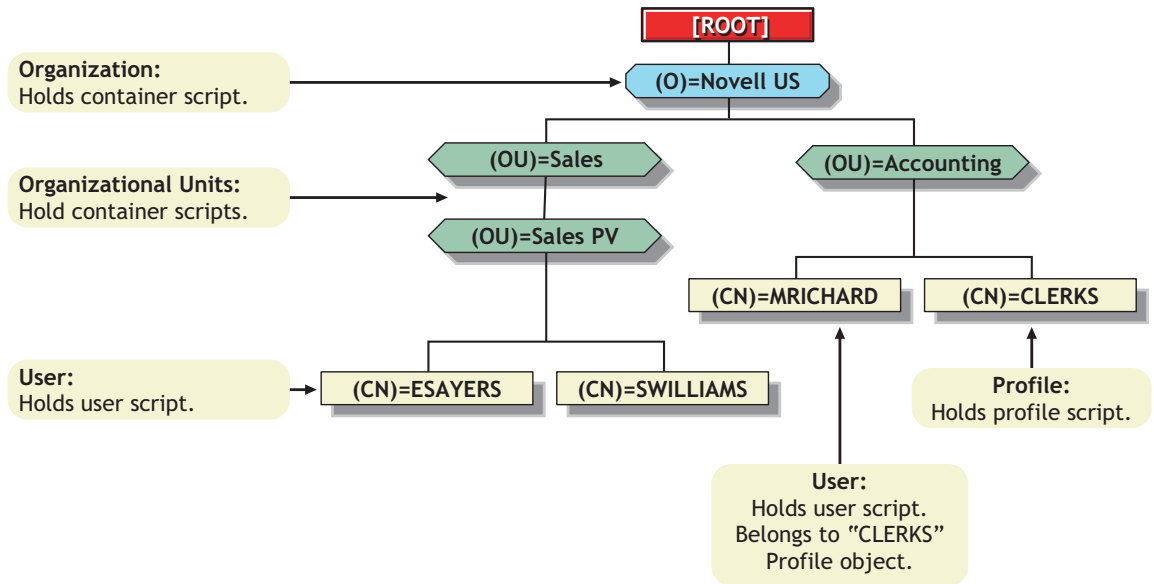 [ROOT]
Organization:
Holds container script.
(O)=Novell US
(OU)=Sales
(OU)=Accounting
Organizational Units:
Hold container scripts.
(OU)=Sales PV
(CN)=MRICHARD
(CN)=CLERKS
User:
Holds user script.
(CN)=ESAYERS
(CN)=SWILLIAMS
Profile:
Holds profile script.
User:
Holds user script.
Belongs to “CLERKS”
Profile object.